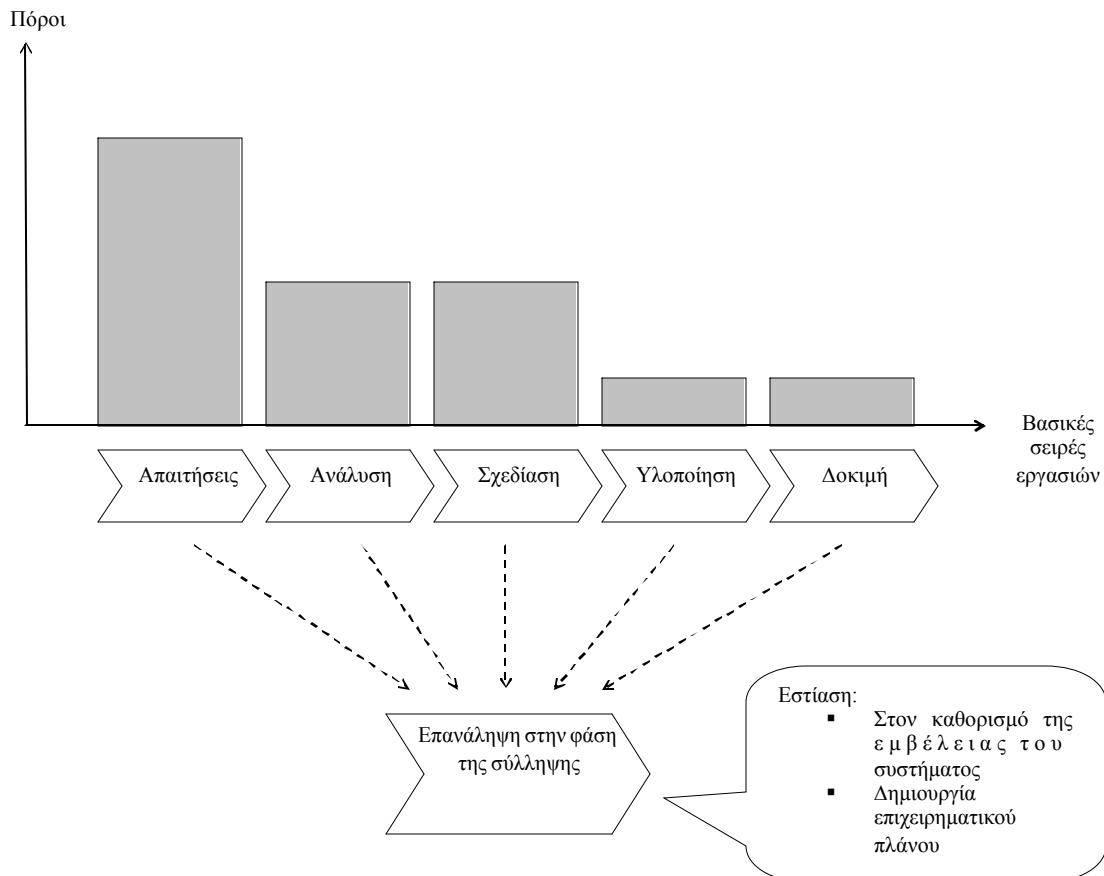 Πόροι
Βασικές
σειρές
εργασιών
Απαιτήσεις
Ανάλυση
Σχεδίαση
Υλοποίηση
Δοκιμή
Επανάληψη στην φάση
της σύλληψης
Εστίαση:
▪ Στον καθορισμό της
εμβέλειας του
συστήματος
▪ Δημιουργία
επιχειρηματικού
πλάνου